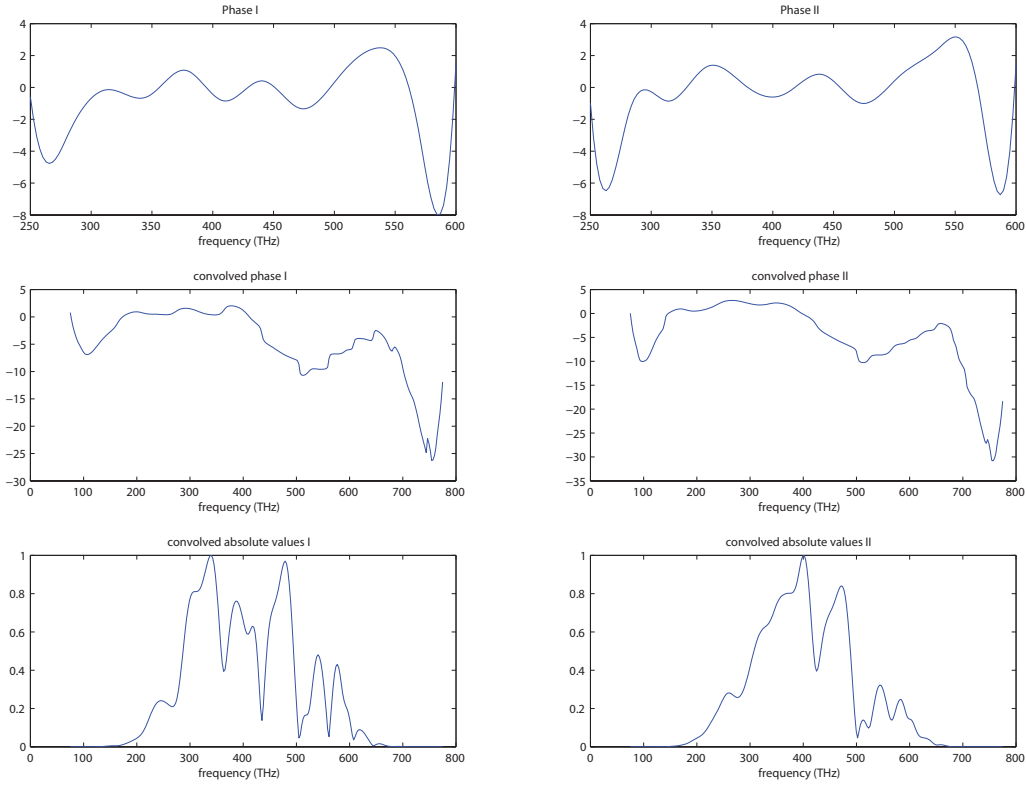 Phase I
4
2
0
−2
−4
−6
−8
250 300 350 400 450 500 550 600
frequency (THz)
Phase II
4
2
0
−2
−4
−6
−8
250 300 350 400 450 500 550 600
frequency (THz)
convolved phase I
5
0
−5
−10
−15
−20
−25
−30
0 100 200 300 400 500 600 700 800
frequency (THz)
convolved phase II
5
0
−5
−10
−15
−20
−25
−30
−35
0 100 200 300 400 500 600 700 800
frequency (THz)
convolved absolute values I
1
0.8
0.6
0.4
0.2
0
0 100 200 300 400 500 600 700 800
frequency (THz)
convolved absolute values II
1
0.8
0.6
0.4
0.2
0
0 100 200 300 400 500 600 700 800
frequency (THz)